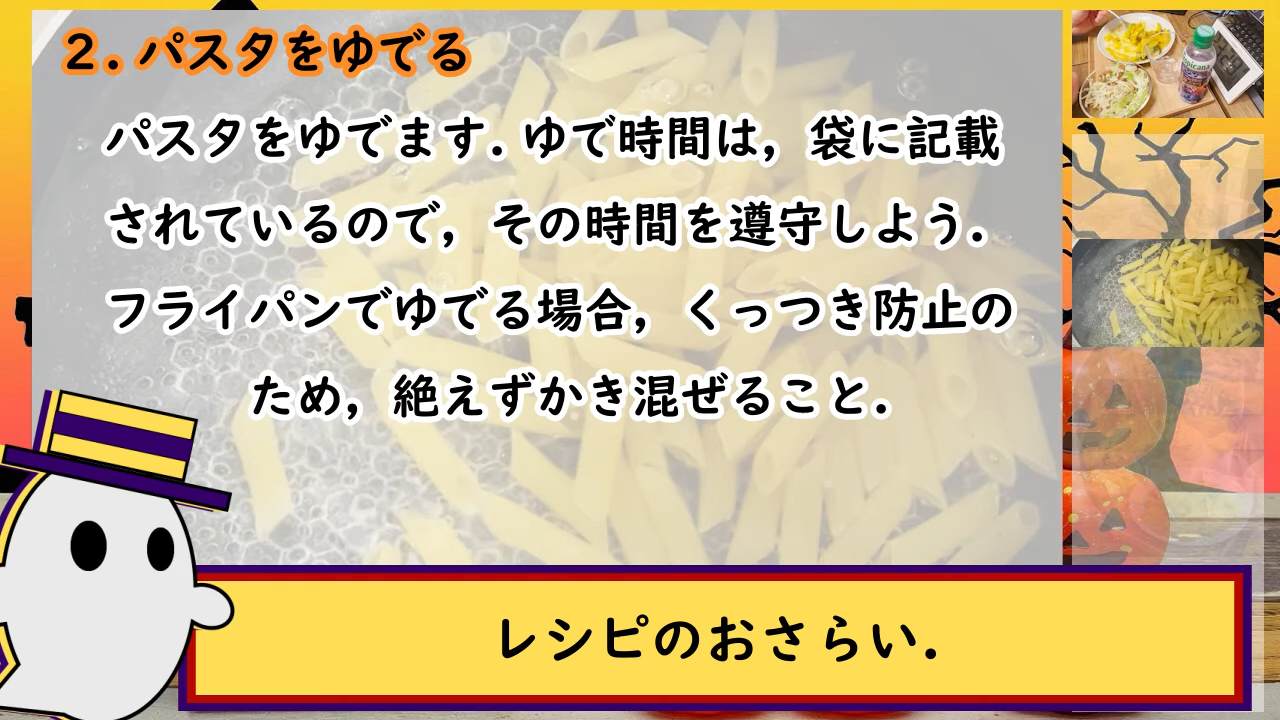 2．パスタをゆでる
パスタをゆでます．ゆで時間は，袋に記載
されているので，その時間を遵守しよう．
フライパンでゆでる場合，くっつき防止の
ため，絶えずかき混ぜること．
レシピのおさらい．